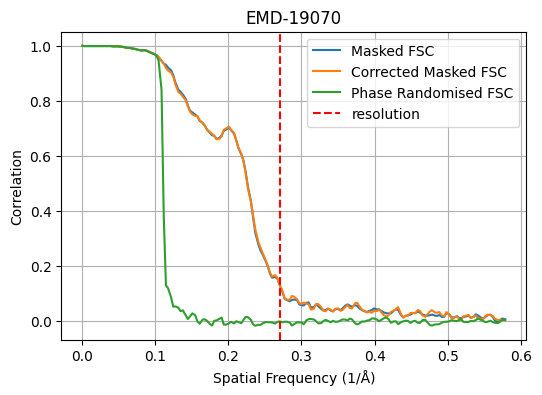 EMD-19070
Masked FSC
Corrected Masked FSC
Phase Randomised FSC
resolution
Correlation
1.0
0.8
0.6
0.4
0.2
0.0
0.0 0.1 0.2 0.3 0.4 0.5 0.6
Spatial Frequency (1/Å)